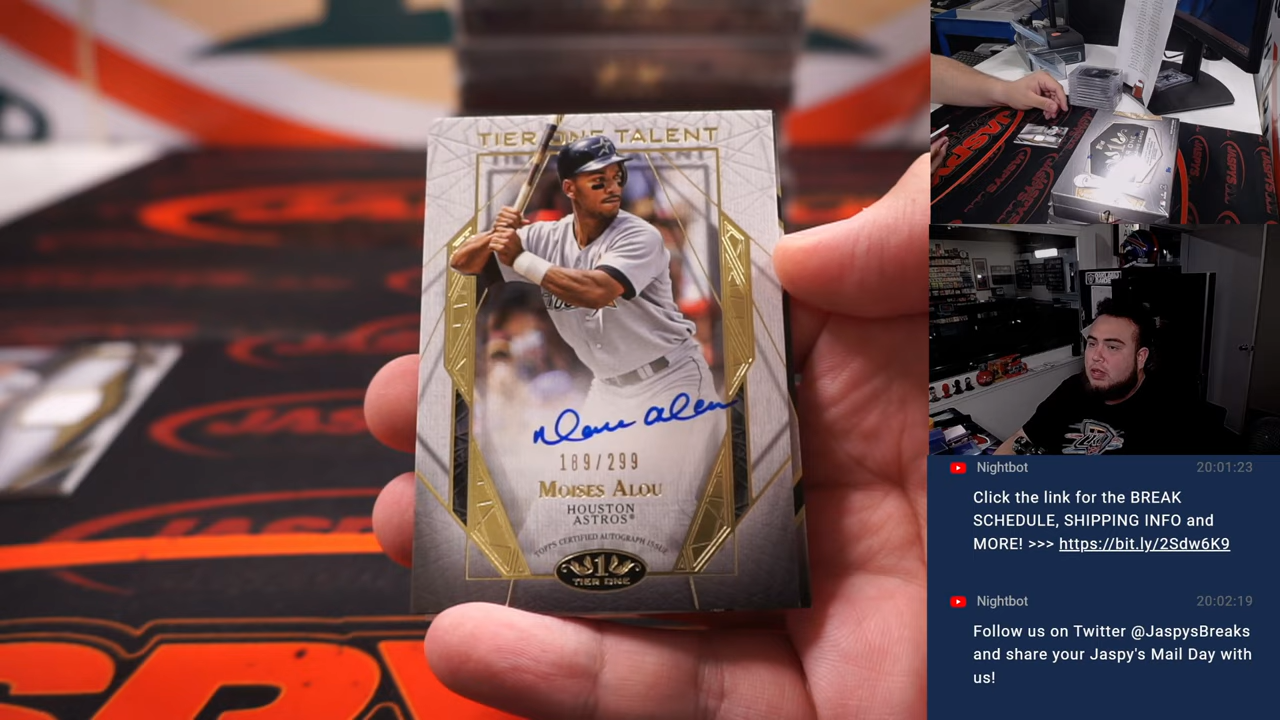 TIER ONE TALENT
189/299
MOISES ALOU
HOUSTON
ASTROS®
TOPPS CERTIFIED AUTOGRAPH ISSUE
1
TIER ONE
JASPY'S
Nightbot 20:01:23
Click the link for the BREAK
SCHEDULE, SHIPPING INFO and
MORE! >>> https://bit.ly/2Sdw6K9
Nightbot 20:02:19
Follow us on Twitter @JaspysBreaks
and share your Jaspy's Mail Day with
us!